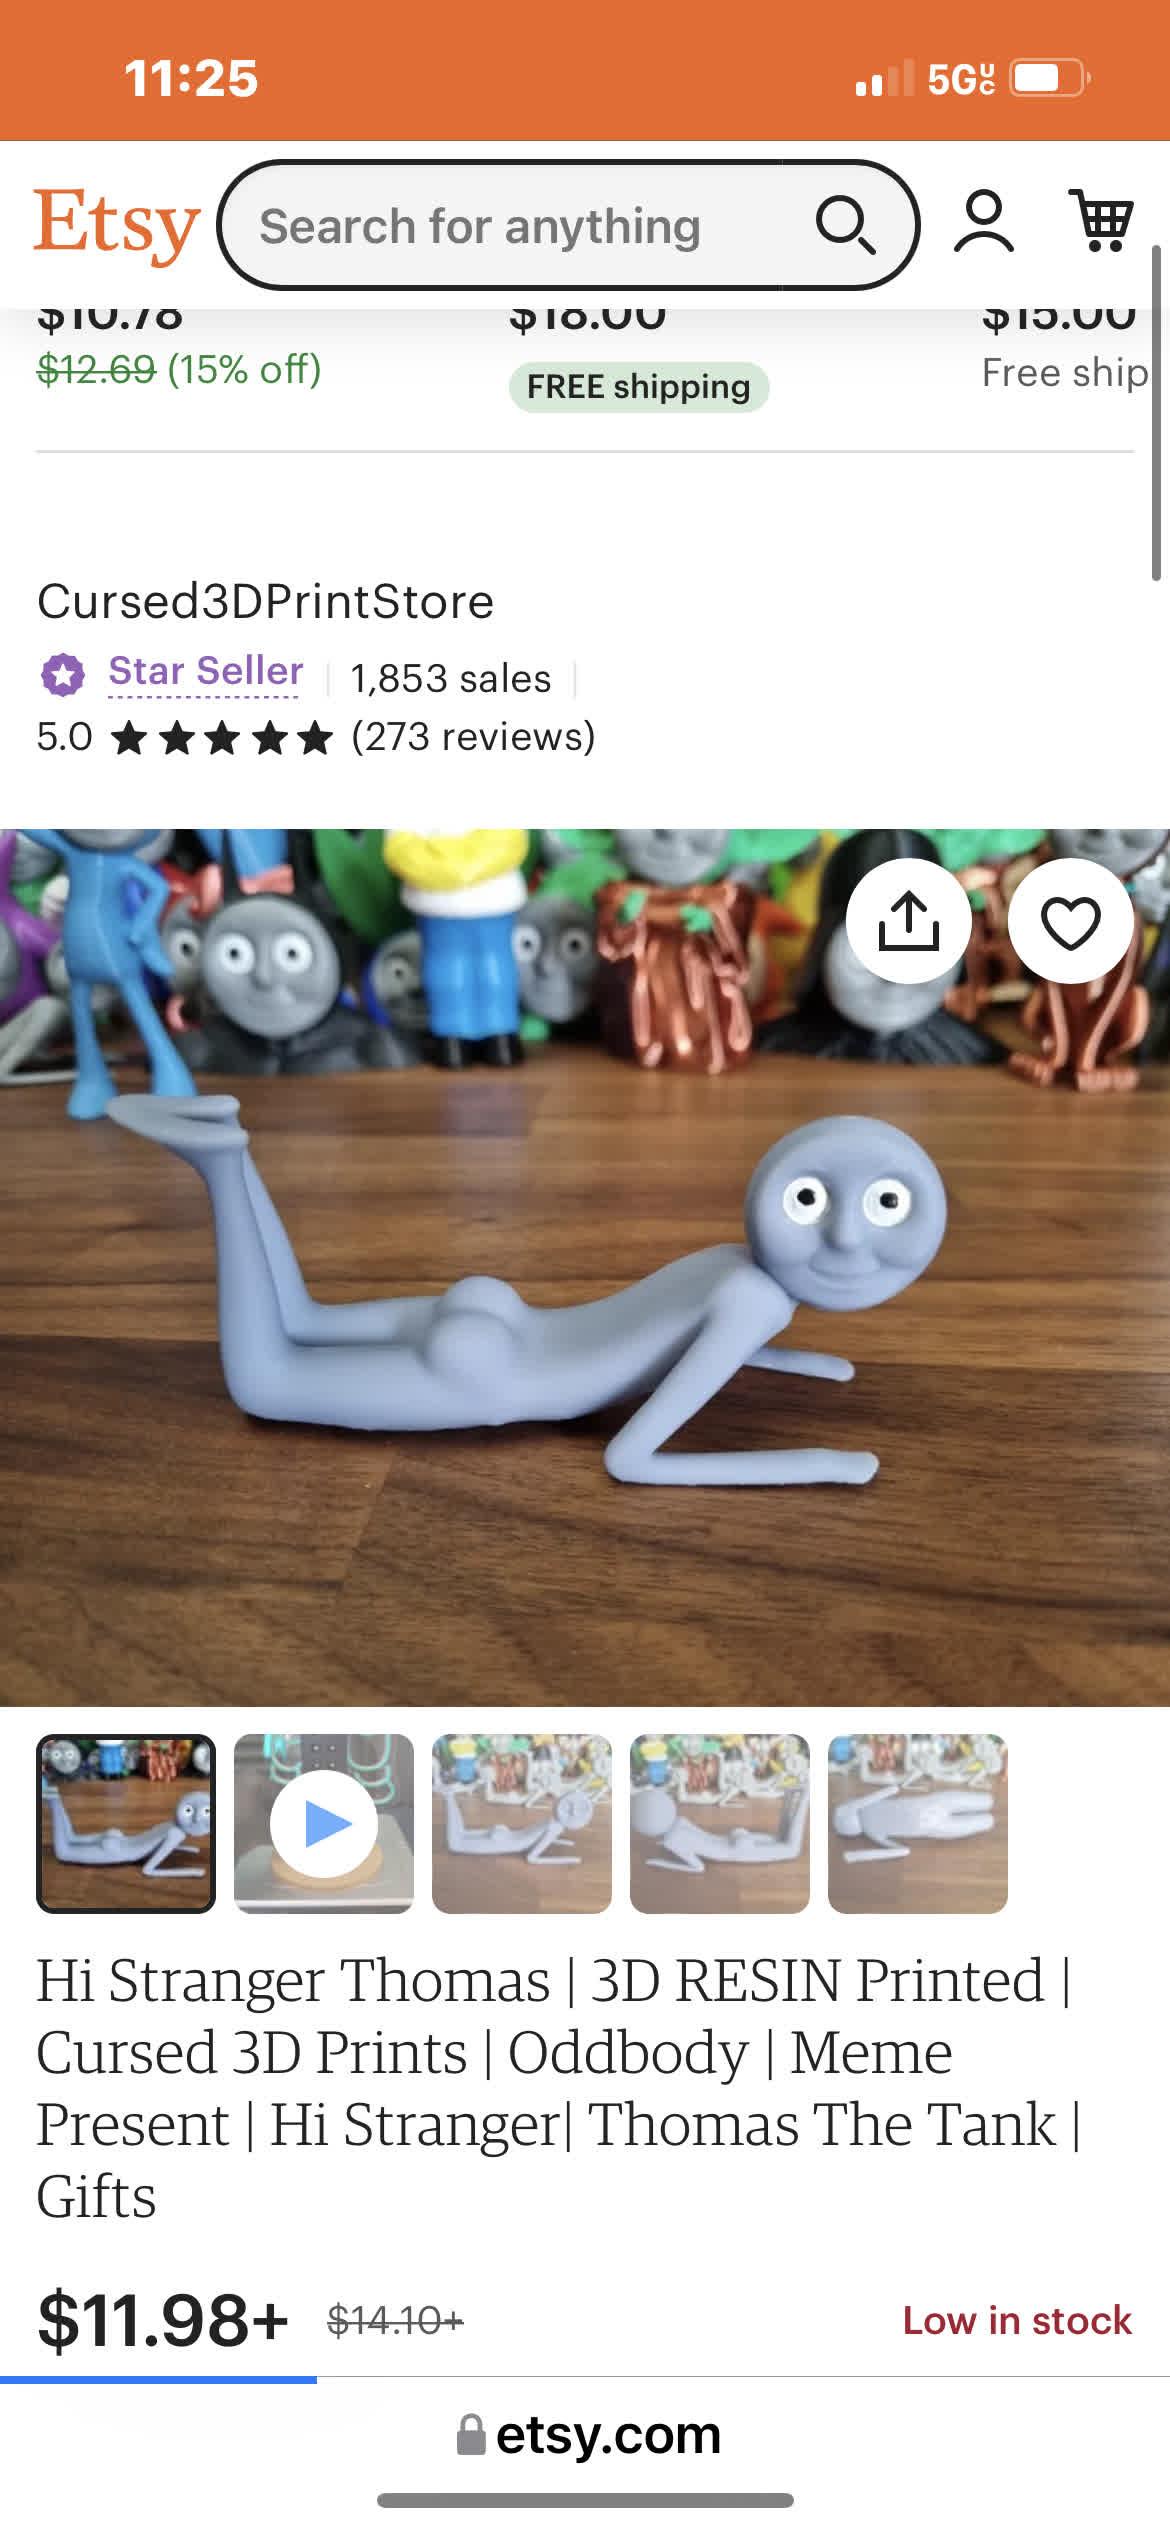 11:25
5G UC
Etsy
Search for anything
$10.78
$18.00
$15.00
$12.69 (15% off)
FREE shipping
Free ship
Cursed3DPrintStore
Star Seller
1,853 sales
5.0
(273 reviews)
Hi Stranger Thomas | 3D RESIN Printed |
Cursed 3D Prints | Oddbody | Meme
Present | Hi Stranger| Thomas The Tank |
Gifts
$11.98+
$14.10+
Low in stock
etsy.com